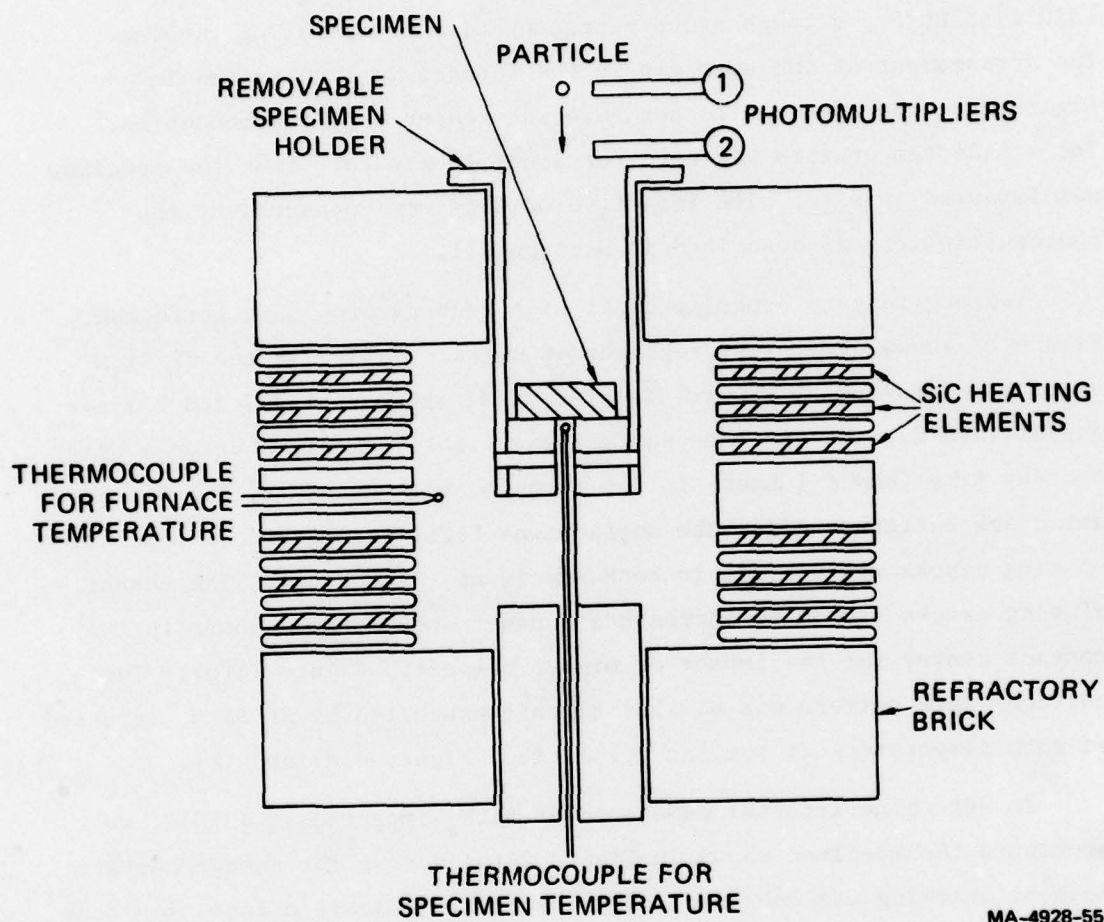 SPECIMEN
PARTICLE
REMOVABLE
SPECIMEN
HOLDER
1
PHOTOMULTIPLIERS
2
SiC HEATING
ELEMENTS
THERMOCOUPLE
FOR FURNACE
TEMPERATURE
REFRACTORY
BRICK
THERMOCOUPLE FOR
SPECIMEN TEMPERATURE
MA-4928-55